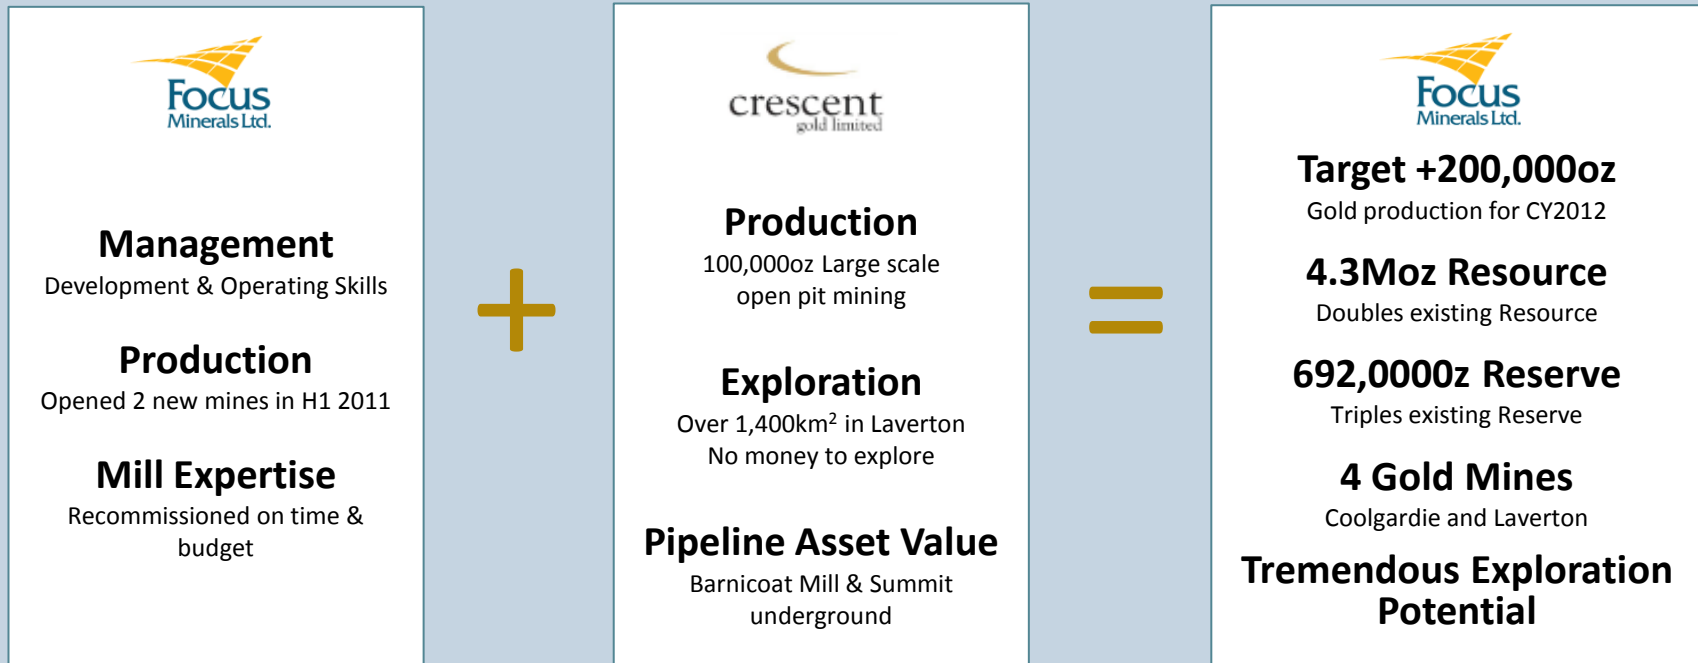 Focus
Minerals Ltd.
Management
Development & Operating Skills
Production
Opened 2 new mines in H1 2011
Mill Expertise
Recommissioned on time &
budget
+
crescent
gold limited
Production
100,000oz Large scale
open pit mining
Exploration
Over 1,400km² in Laverton
No money to explore
Pipeline Asset Value
Barnicoat Mill & Summit
underground
=
Focus
Minerals Ltd.
Target +200,000oz
Gold production for CY2012
4.3Moz Resource
Doubles existing Resource
692,0000z Reserve
Triples existing Reserve
4 Gold Mines
Coolgardie and Laverton
Tremendous Exploration
Potential